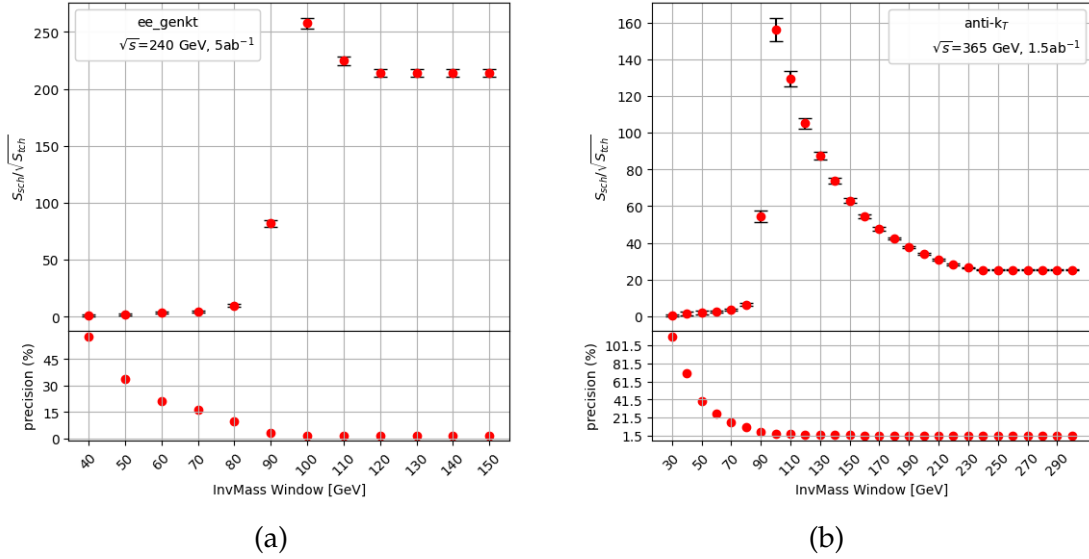 ee_genkt
√s=240 GeV, 5ab⁻¹
S_sch/√S_tch
250
200
150
100
50
0
precision (%)
45
30
15
0
40 50 60 70 80 90 100 110 120 130 140 150
InvMass Window [GeV]
(a)
anti-k_T
√s=365 GeV, 1.5ab⁻¹
S_sch/√S_tch
160
140
120
100
80
60
40
20
0
precision (%)
101.5
81.5
61.5
41.5
21.5
1.5
30 50 70 90 110 130 150 170 190 210 230 250 270 290
InvMass Window [GeV]
(b)